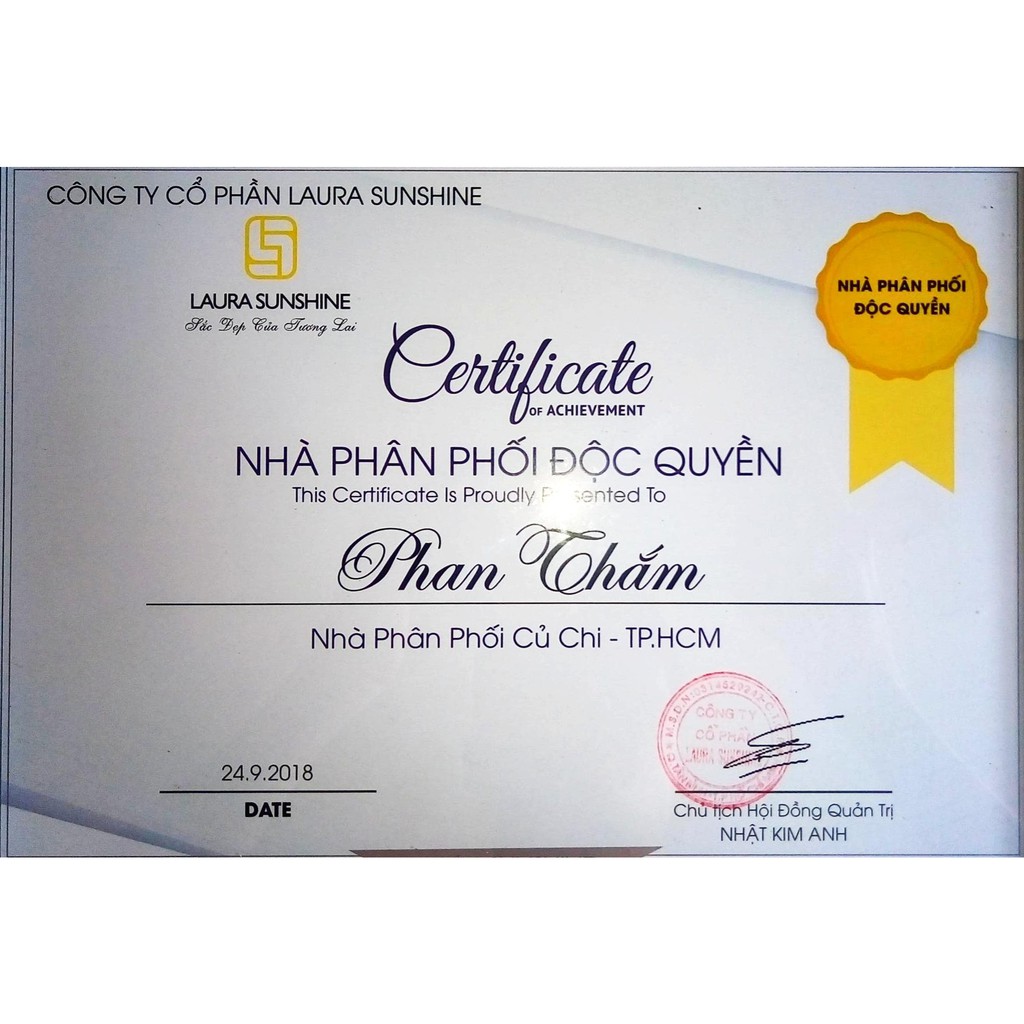 CÔNG TY CỔ PHẦN LAURA SUNSHINE
LAURA SUNSHINE
Sắc Đẹp Của Tương Lai
NHÀ PHÂN PHỐI
ĐỘC QUYỀN
Certificate
OF ACHIEVEMENT
NHÀ PHÂN PHỐI ĐỘC QUYỀN
This Certificate Is Proudly Presented To
Phan Thắm
Nhà Phân Phối Củ Chi - TP.HCM
CÔNG TY
CỔ PHẦN
LAURA SUNSHINE
24.9.2018
DATE
Chủ tịch Hội Đồng Quản Trị
NHẬT KIM ANH